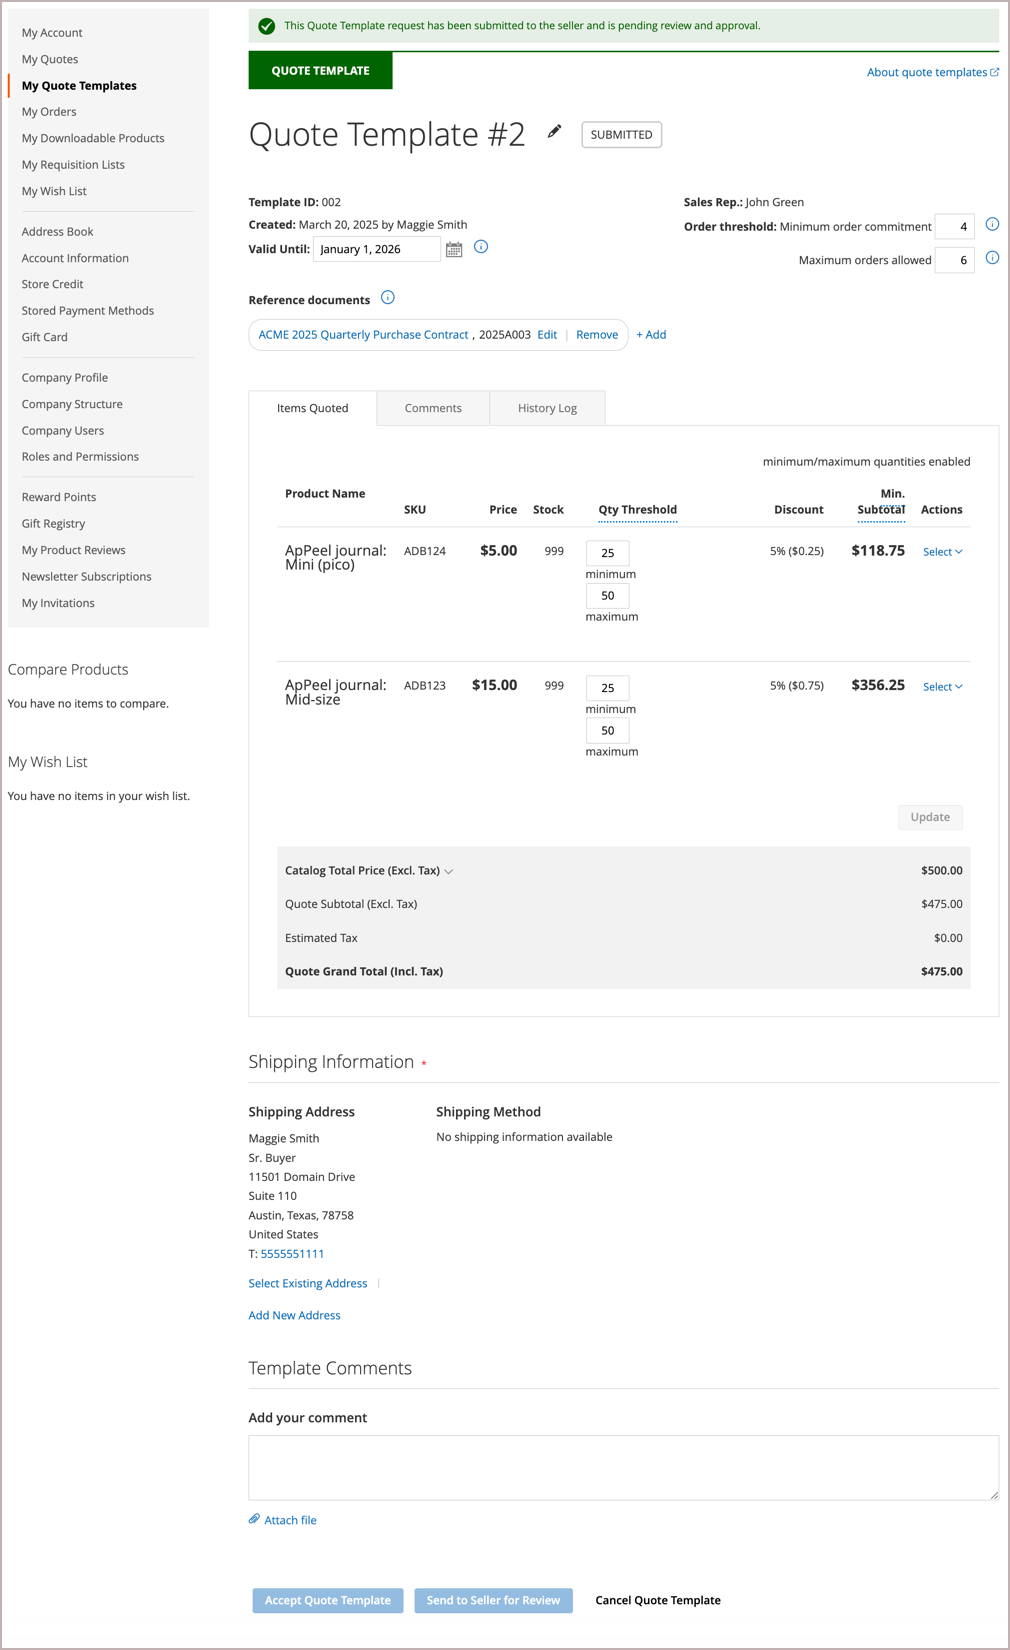 My Account
My Quotes
My Quote Templates
My Orders
My Downloadable Products
My Requisition Lists
My Wish List
Address Book
Account Information
Store Credit
Stored Payment Methods
Gift Card
Company Profile
Company Structure
Company Users
Roles and Permissions
Reward Points
Gift Registry
My Product Reviews
Newsletter Subscriptions
My Invitations
Compare Products
You have no items to compare.
My Wish List
You have no items in your wish list.
This Quote Template request has been submitted to the seller and is pending review and approval.
QUOTE TEMPLATE
About quote templates
Quote Template #2 SUBMITTED
Template ID: 002
Created: March 20, 2025 by Maggie Smith
Valid Until: January 1, 2026
Sales Rep.: John Green
Order threshold: Minimum order commitment 4
Maximum orders allowed 6
Reference documents
ACME 2025 Quarterly Purchase Contract , 2025A003 Edit | Remove + Add
Items Quoted Comments History Log
minimum/maximum quantities enabled
Product Name SKU Price Stock Qty Threshold Discount Min. Subtotal Actions
ApPeel journal: ADB124 $5.00 999 25 5% ($0.25) $118.75 Select
Mini (pico)
minimum
50
maximum
ApPeel journal: ADB123 $15.00 999 25 5% ($0.75) $356.25 Select
Mid-size
minimum
50
maximum
Update
Catalog Total Price (Excl. Tax) $500.00
Quote Subtotal (Excl. Tax) $475.00
Estimated Tax $0.00
Quote Grand Total (Incl. Tax) $475.00
Shipping Information *
Shipping Address
Maggie Smith
Sr. Buyer
11501 Domain Drive
Suite 110
Austin, Texas, 78758
United States
T: 5555551111
Select Existing Address |
Add New Address
Shipping Method
No shipping information available
Template Comments
Add your comment
Attach file
Accept Quote Template Send to Seller for Review Cancel Quote Template